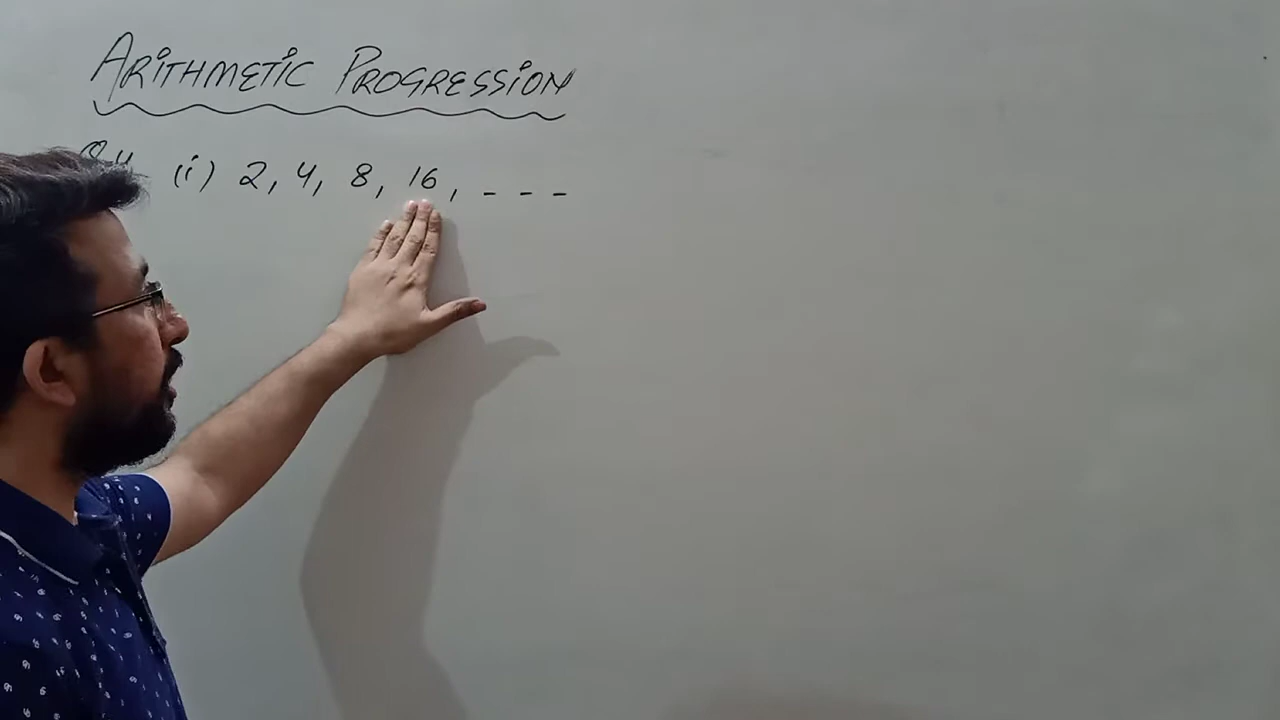 ARiTHMETiC PROGRESSiON
(i) 2, 4, 8, 16, - - -